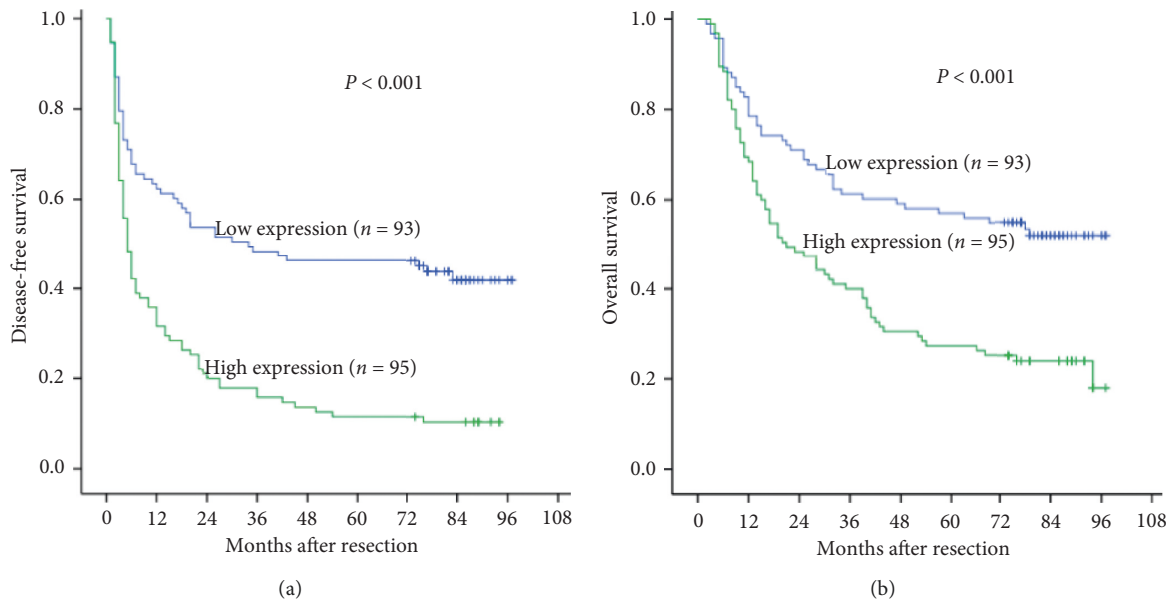 1.0
0.8
0.6
0.4
0.2
0.0
Disease-free survival
P < 0.001
Low expression (n = 93)
High expression (n = 95)
0 12 24 36 48 60 72 84 96 108
Months after resection
(a)
1.0
0.8
0.6
0.4
0.2
0.0
Overall survival
P < 0.001
Low expression (n = 93)
High expression (n = 95)
0 12 24 36 48 60 72 84 96 108
Months after resection
(b)